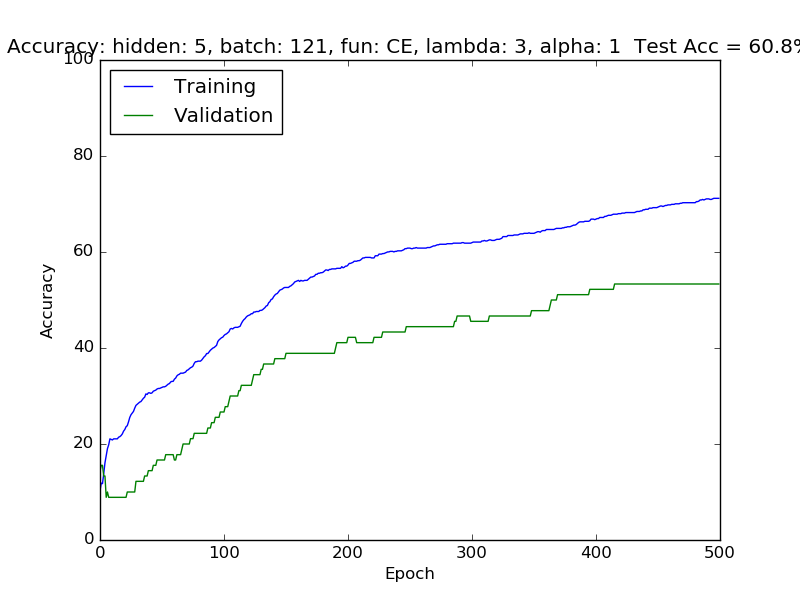 Accuracy: hidden: 5, batch: 121, fun: CE, lambda: 3, alpha: 1  Test Acc = 60.8%
100
Training
Validation
80
60
Accuracy
40
20
0
0 100 200 300 400 500
Epoch